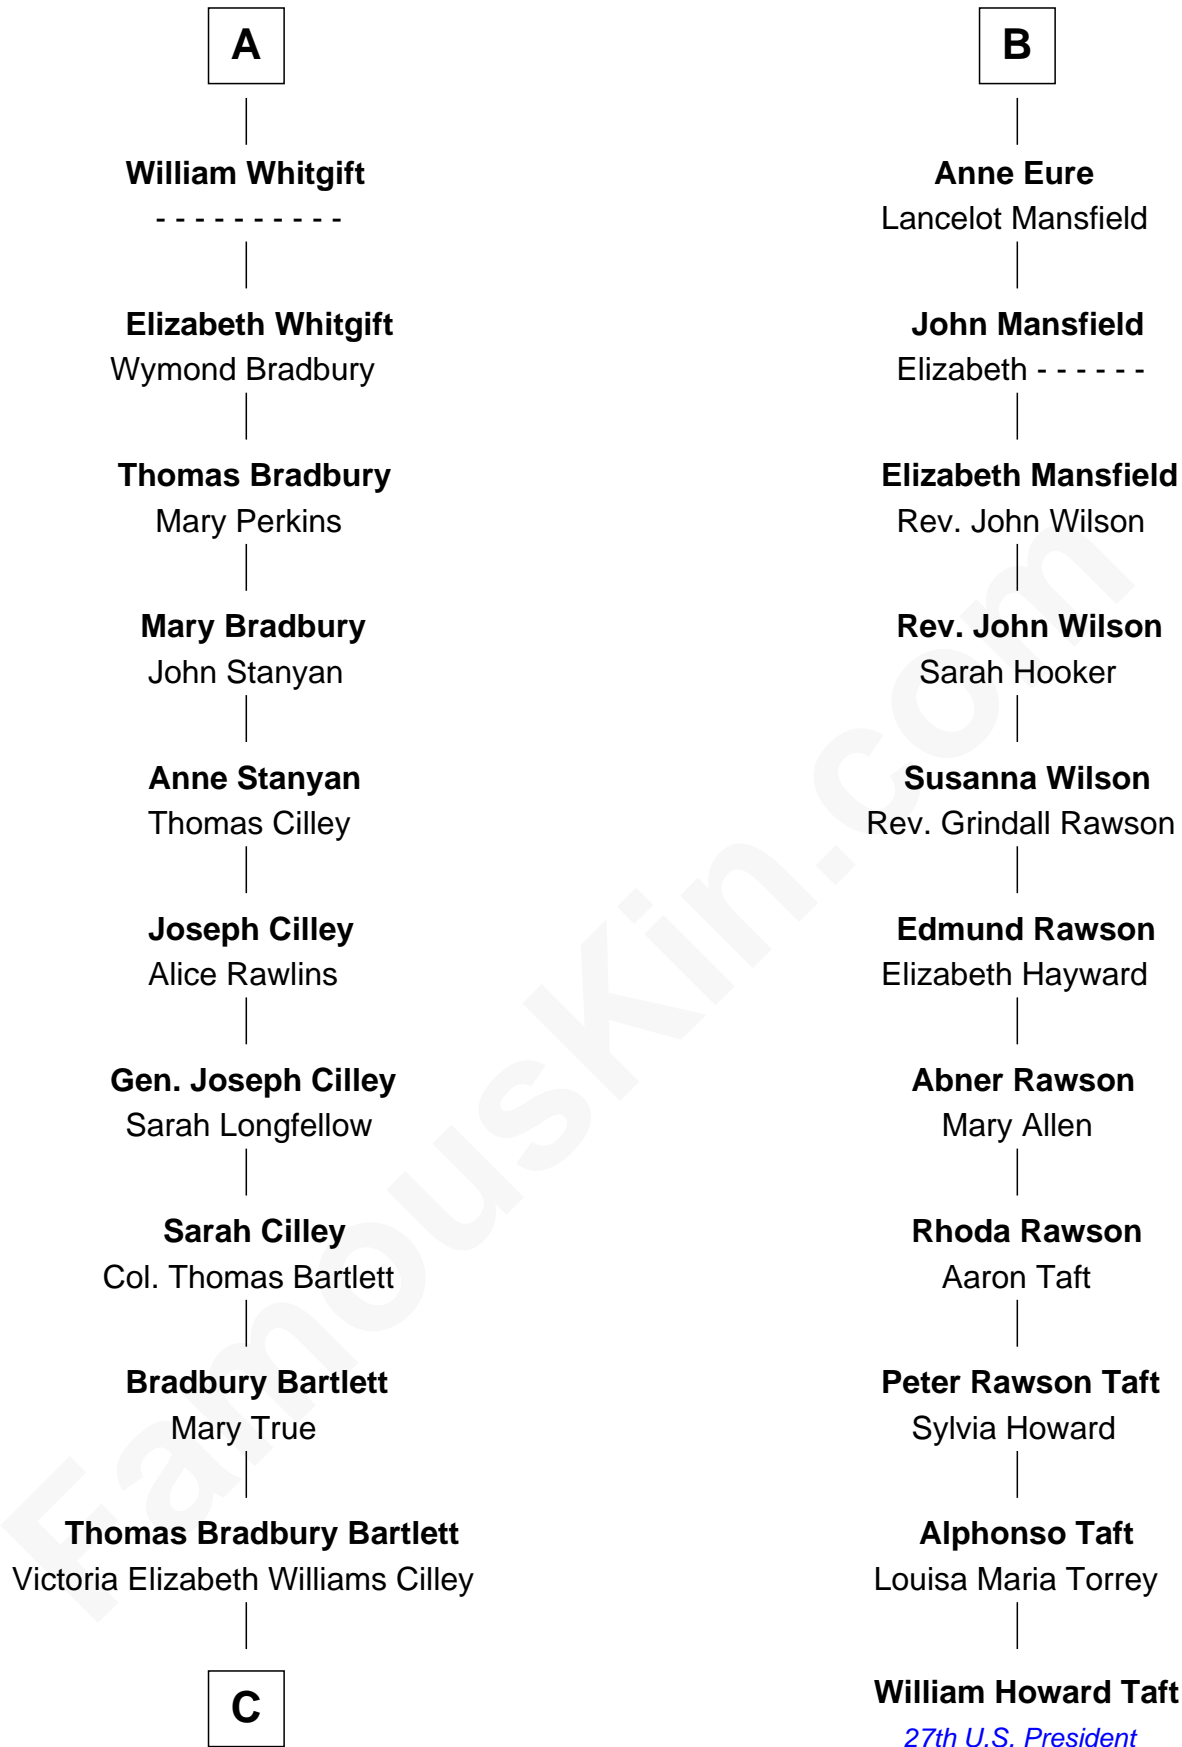 A
William Whitgift
- - - - - - - - - -
Elizabeth Whitgift
Wymond Bradbury
Thomas Bradbury
Mary Perkins
Mary Bradbury
John Stanyan
Anne Stanyan
Thomas Cilley
Joseph Cilley
Alice Rawlins
Gen. Joseph Cilley
Sarah Longfellow
Sarah Cilley
Col. Thomas Bartlett
Bradbury Bartlett
Mary True
Thomas Bradbury Bartlett
Victoria Elizabeth Williams Cilley
C
B
Anne Eure
Lancelot Mansfield
John Mansfield
Elizabeth - - - - - -
Elizabeth Mansfield
Rev. John Wilson
Rev. John Wilson
Sarah Hooker
Susanna Wilson
Rev. Grindall Rawson
Edmund Rawson
Elizabeth Hayward
Abner Rawson
Mary Allen
Rhoda Rawson
Aaron Taft
Peter Rawson Taft
Sylvia Howard
Alphonso Taft
Louisa Maria Torrey
William Howard Taft
27th U.S. President
FamousKin.com